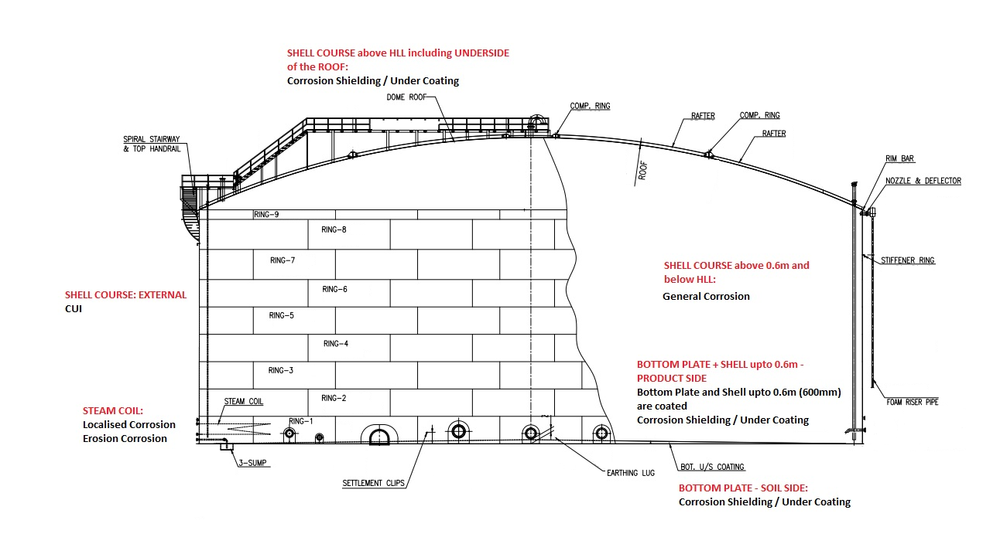 SHELL COURSE above HLL including UNDERSIDE
of the ROOF:
Corrosion Shielding / Under Coating
DOME ROOF
COMP. RING
RAFTER
COMP. RING
RAFTER
SPIRAL STAIRWAY
& TOP HANDRAIL
ROOF
RIM BAR
NOZZLE & DEFLECTOR
RING-9
RING-8
RING-7
RING-6
RING-5
RING-4
RING-3
RING-2
RING-1
STIFFENER RING
SHELL COURSE above 0.6m and
below HLL:
General Corrosion
SHELL COURSE: EXTERNAL
CUI
BOTTOM PLATE + SHELL upto 0.6m -
PRODUCT SIDE
Bottom Plate and Shell upto 0.6m (600mm)
are coated
Corrosion Shielding / Under Coating
FOAM RISER PIPE
STEAM COIL
STEAM COIL:
Localised Corrosion
Erosion Corrosion
3-SUMP
SETTLEMENT CLIPS
EARTHING LUG
BOT. U/S COATING
BOTTOM PLATE - SOIL SIDE:
Corrosion Shielding / Under Coating